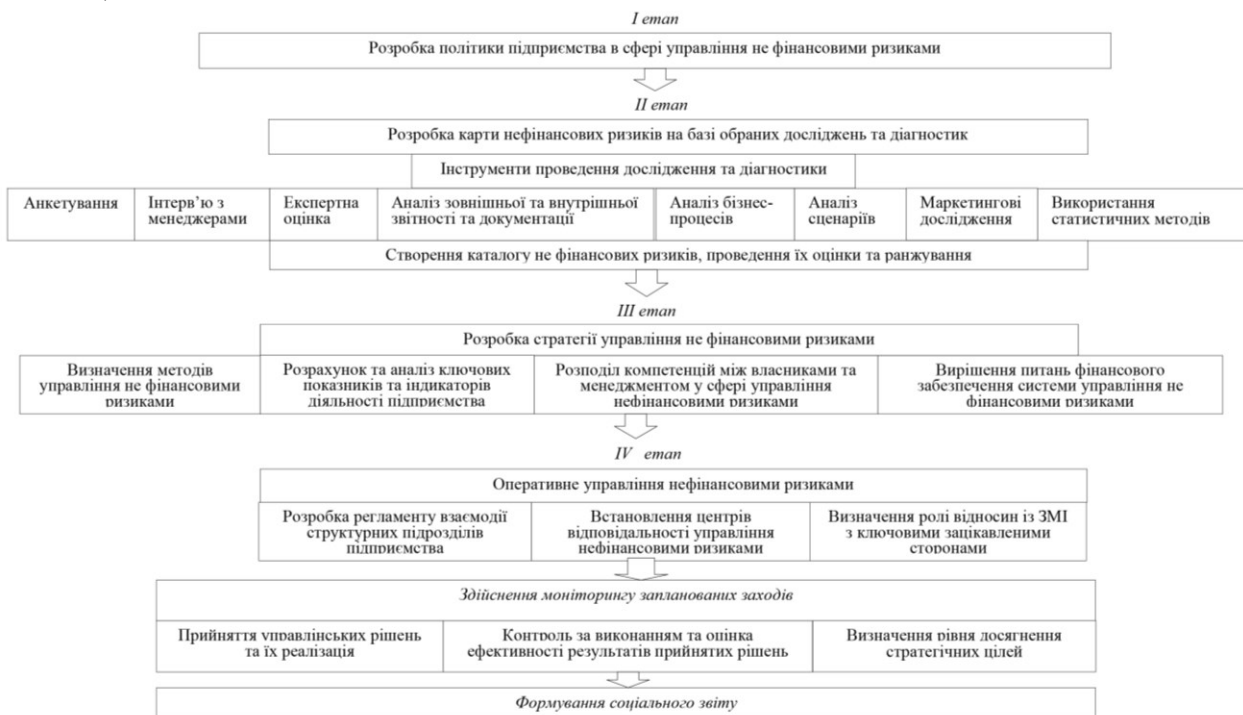 I етап
Розробка політики підприємства в сфері управління не фінансовими ризиками
II етап
Розробка карти нефінансових ризиків на базі обраних досліджень та діагностик
Інструменти проведення дослідження та діагностики
Анкетування
Інтерв’ю з
менеджерами
Експертна
оцінка
Аналіз зовнішньої та внутрішньої
звітності та документації
Аналіз бізнес-
процесів
Аналіз
сценаріїв
Маркетингові
дослідження
Використання
статистичних методів
Створення каталогу не фінансових ризиків, проведення їх оцінки та ранжування
III етап
Розробка стратегії управління не фінансовими ризиками
Визначення методів
управління не фінансовими
ризиками
Розрахунок та аналіз ключових
показників та індикаторів
діяльності підприємства
Розподіл компетенцій між власниками та
менеджментом у сфері управління
нефінансовими ризиками
Вирішення питань фінансового
забезпечення системи управління не
фінансовими ризиками
IV етап
Оперативне управління нефінансовими ризиками
Розробка регламенту взаємодії
структурних підрозділів
підприємства
Встановлення центрів
відповідальності управління
нефінансовими ризиками
Визначення ролі відносин із ЗМІ
з ключовими зацікавленими
сторонами
Здійснення моніторингу запланованих заходів
Прийняття управлінських рішень
та їх реалізація
Контроль за виконанням та оцінка
ефективності результатів прийнятих рішень
Визначення рівня досягнення
стратегічних цілей
Формування соціального звіту